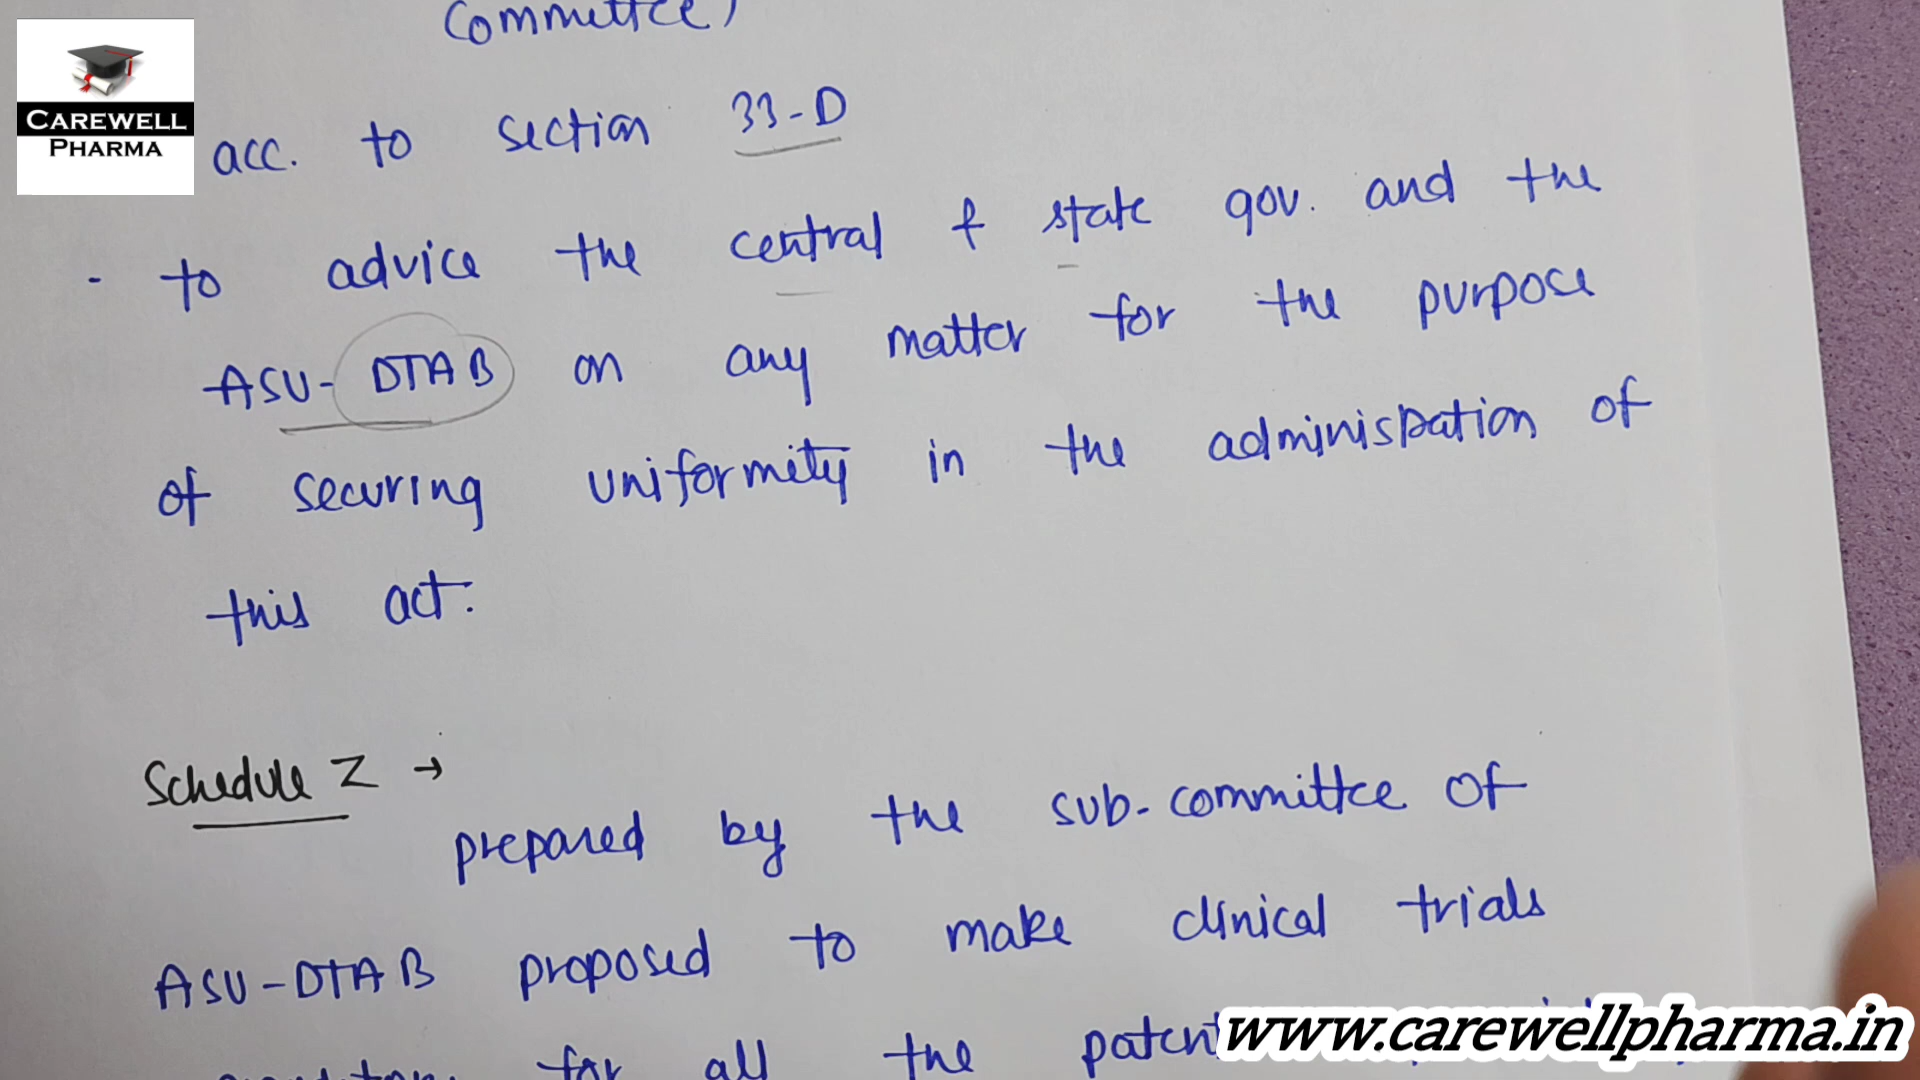 Committee)
CAREWELL
PHARMA
acc. to section 33-D
- to advice the central & state gov. and the
ASU-DTAB on any matter for the purpose
of securing uniformity in the administration of
this act.
Schedule Z →
prepared by the sub-committee of
ASU-DTAB proposed to make clinical trials
for all the patent
www.carewellpharma.in